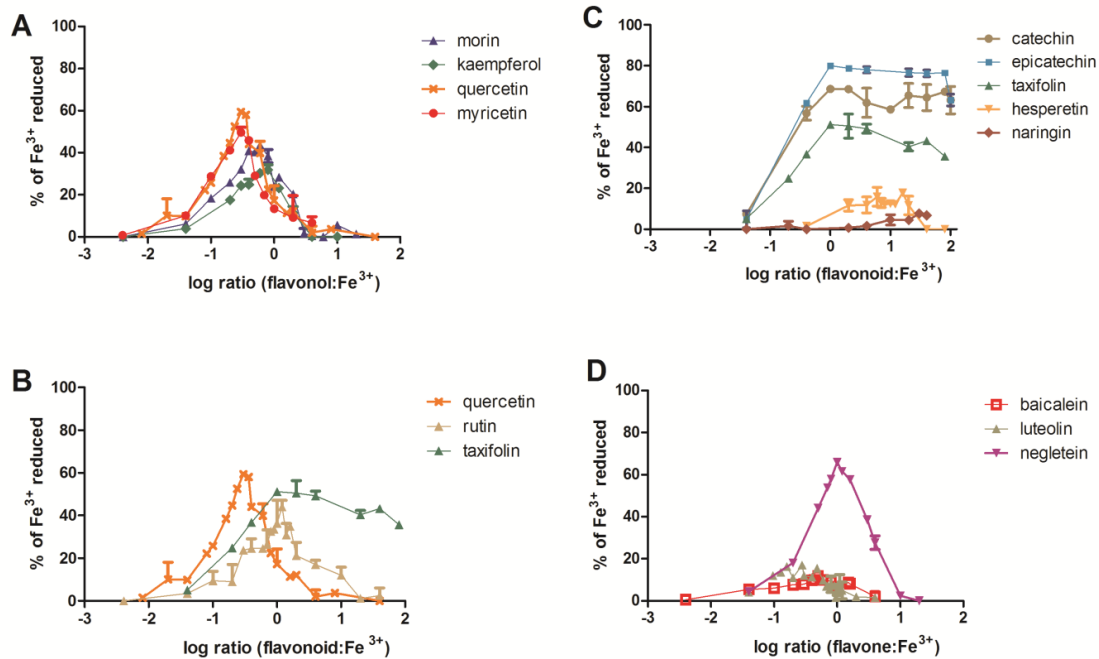 A
% of Fe³⁺ reduced
100
80
60
40
20
0
-3
-2
-1
0
1
2
log ratio (flavonol:Fe³⁺)
morin
kaempferol
quercetin
myricetin
C
% of Fe³⁺ reduced
100
80
60
40
20
0
-3
-2
-1
0
1
2
log ratio (flavonoid:Fe³⁺)
catechin
epicatechin
taxifolin
hesperetin
naringin
B
% of Fe³⁺ reduced
100
80
60
40
20
0
-3
-2
-1
0
1
2
log ratio (flavonoid:Fe³⁺)
quercetin
rutin
taxifolin
D
% of Fe³⁺ reduced
100
80
60
40
20
0
-3
-2
-1
0
1
2
log ratio (flavone:Fe³⁺)
baicalein
luteolin
negletein